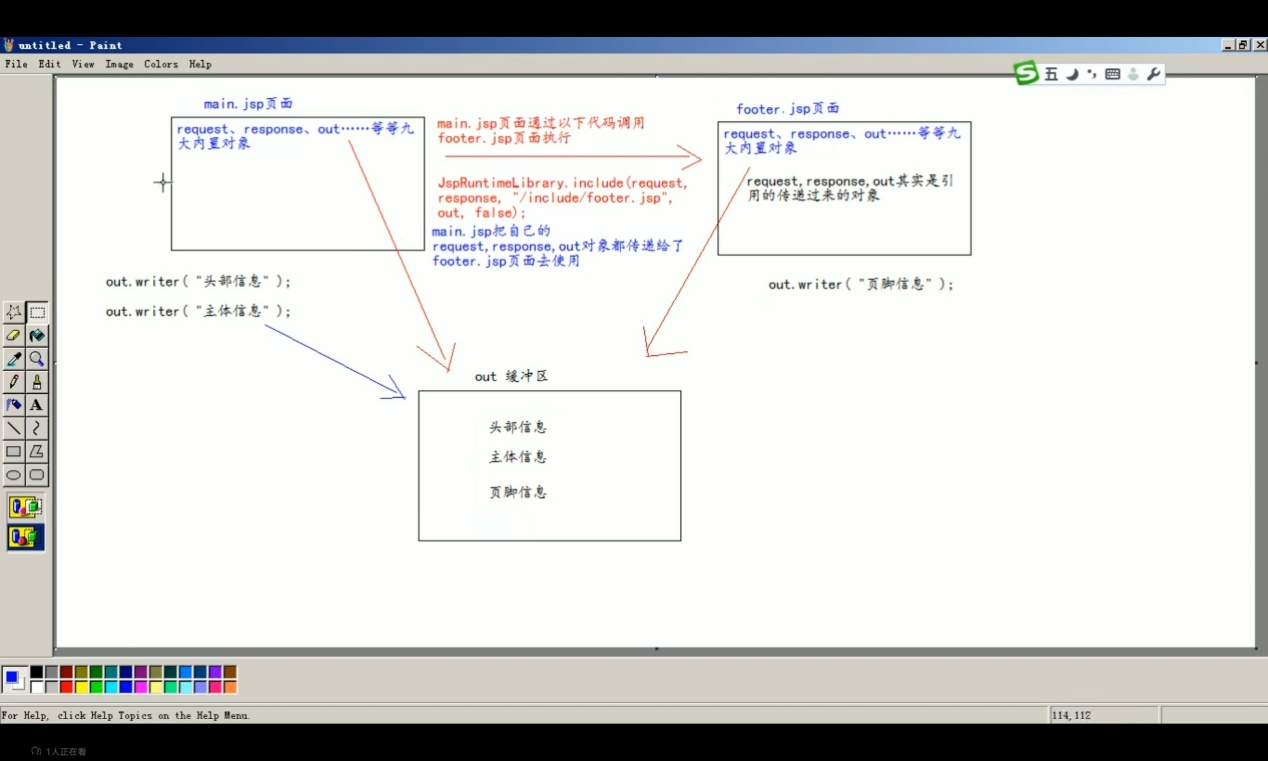 untitled - Paint
File Edit View Image Colors Help
五
main.jsp页面
request、response、out……等等九
大内置对象
main.jsp页面通过以下代码调用
footer.jsp页面执行
JspRuntimeLibrary.include(request,
response, "/include/footer.jsp",
out, false);
main.jsp把自己的
request,response,out对象都传递给了
footer.jsp页面去使用
footer.jsp页面
request、response、out……等等九
大内置对象
request,response,out其实是引
用的传递过来的对象
out.writer( "头部信息" );
out.writer( "主体信息" );
out.writer( "页脚信息" );
out 缓冲区
头部信息
主体信息
页脚信息
A
For Help, click Help Topics on the Help Menu.
114,112
1人正在看